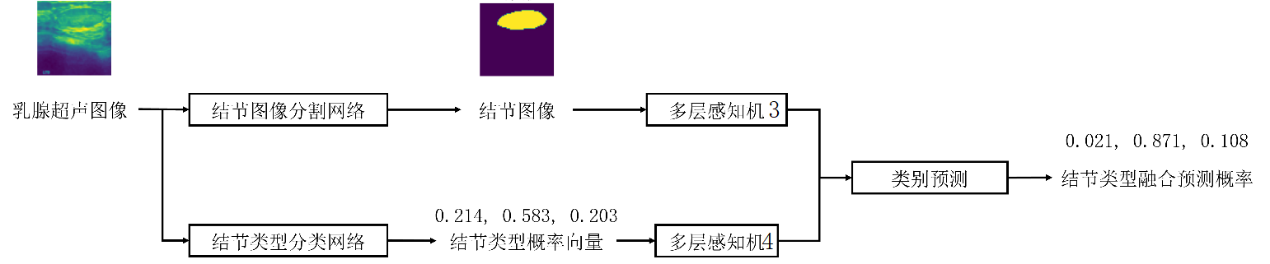 乳腺超声图像
结节图像分割网络
结节图像
多层感知机3
结节类型分类网络
0.214, 0.583, 0.203
结节类型概率向量
多层感知机4
类别预测
0.021, 0.871, 0.108
结节类型融合预测概率